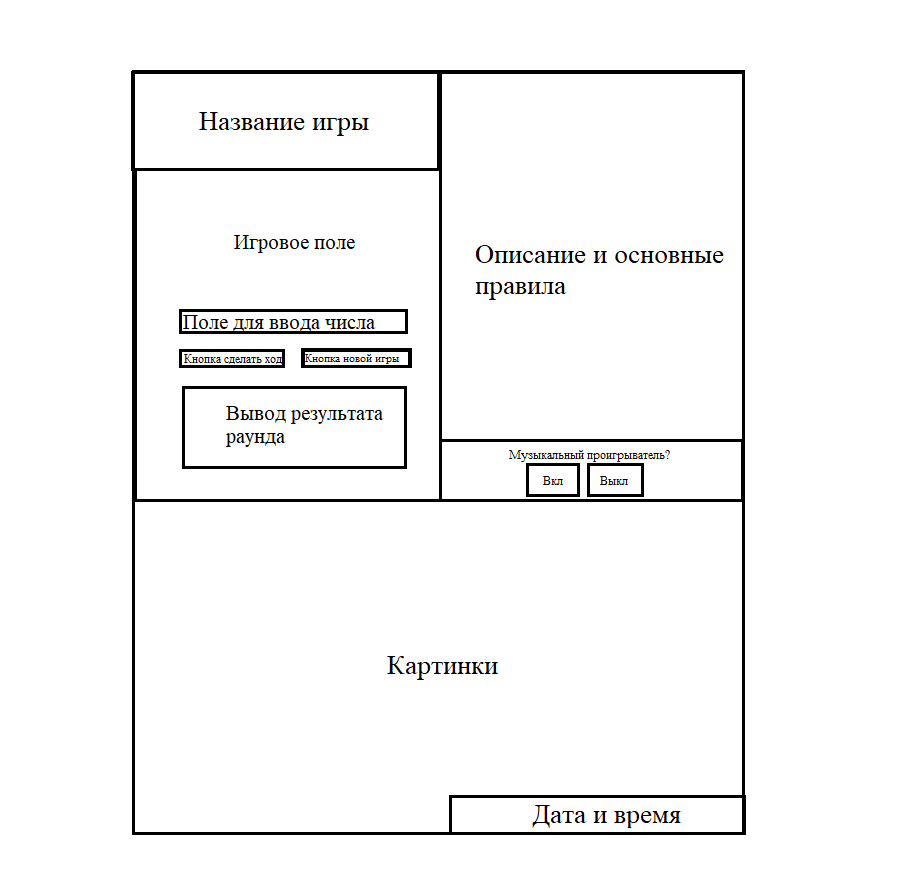 Название игры
Игровое поле
Поле для ввода числа
Кнопка сделать ход
Кнопка новой игры
Вывод результата
раунда
Описание и основные
правила
Музыкальный проигрыватель?
Вкл
Выкл
Картинки
Дата и время